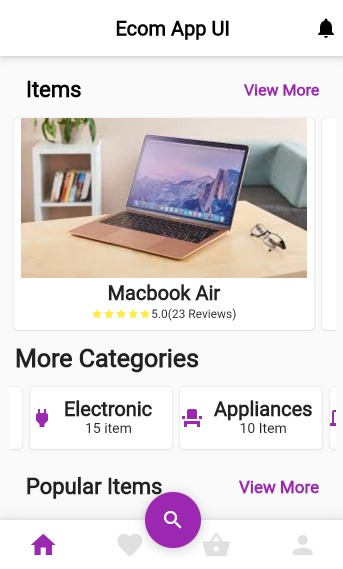 Ecom App UI
Items
View More
Macbook Air
5.0(23 Reviews)
More Categories
Electronic
15 item
Appliances
10 Item
Popular Items
View More